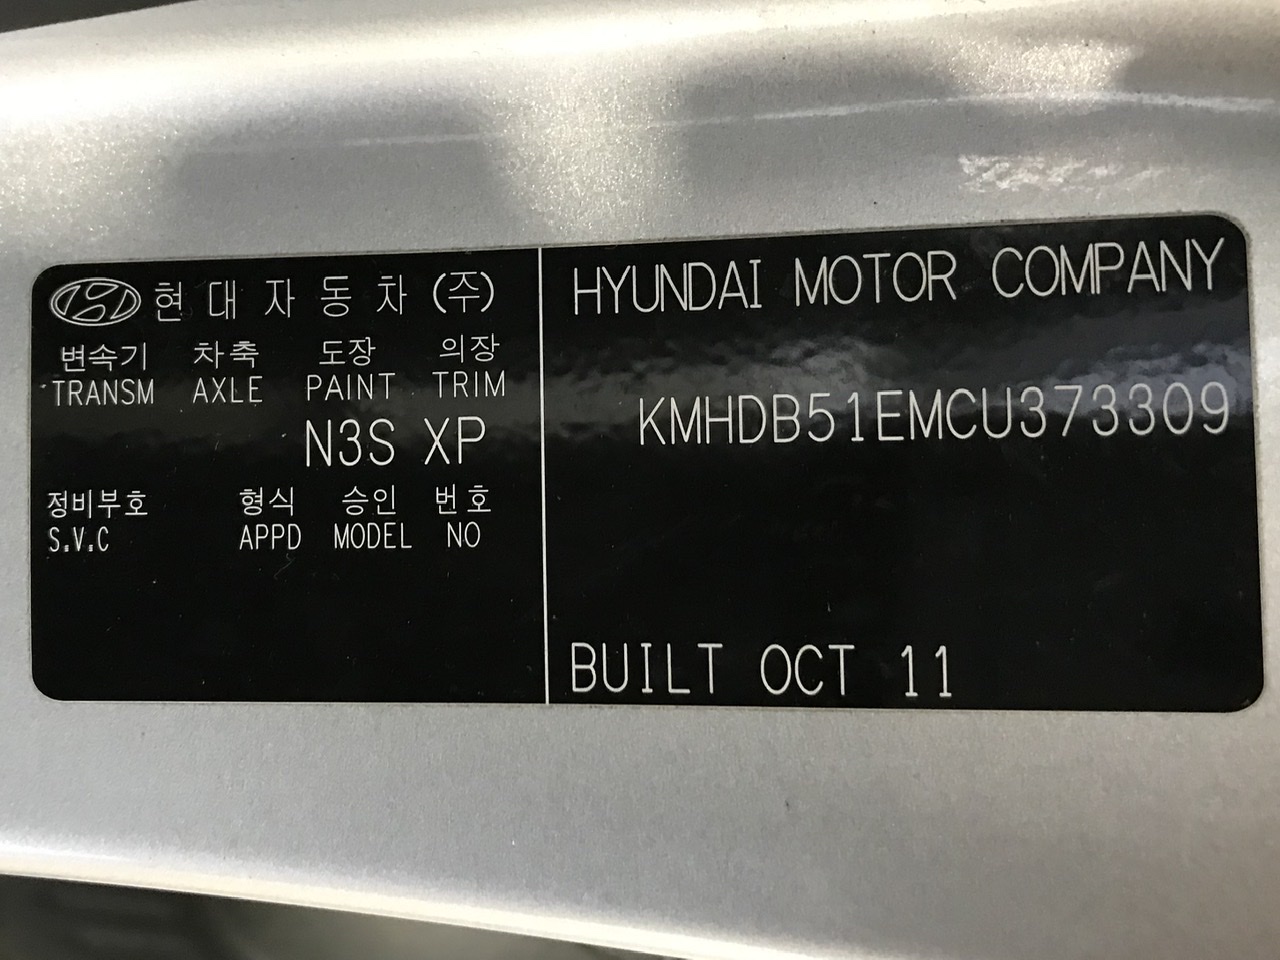 현대자동차(주)
변속기 차축 도장 의장
TRANSM AXLE PAINT TRIM
N3S XP
정비부호 형식 승인 번호
S.V.C APPD MODEL NO
HYUNDAI MOTOR COMPANY
KMHDB51EMCU373309
BUILT OCT 11